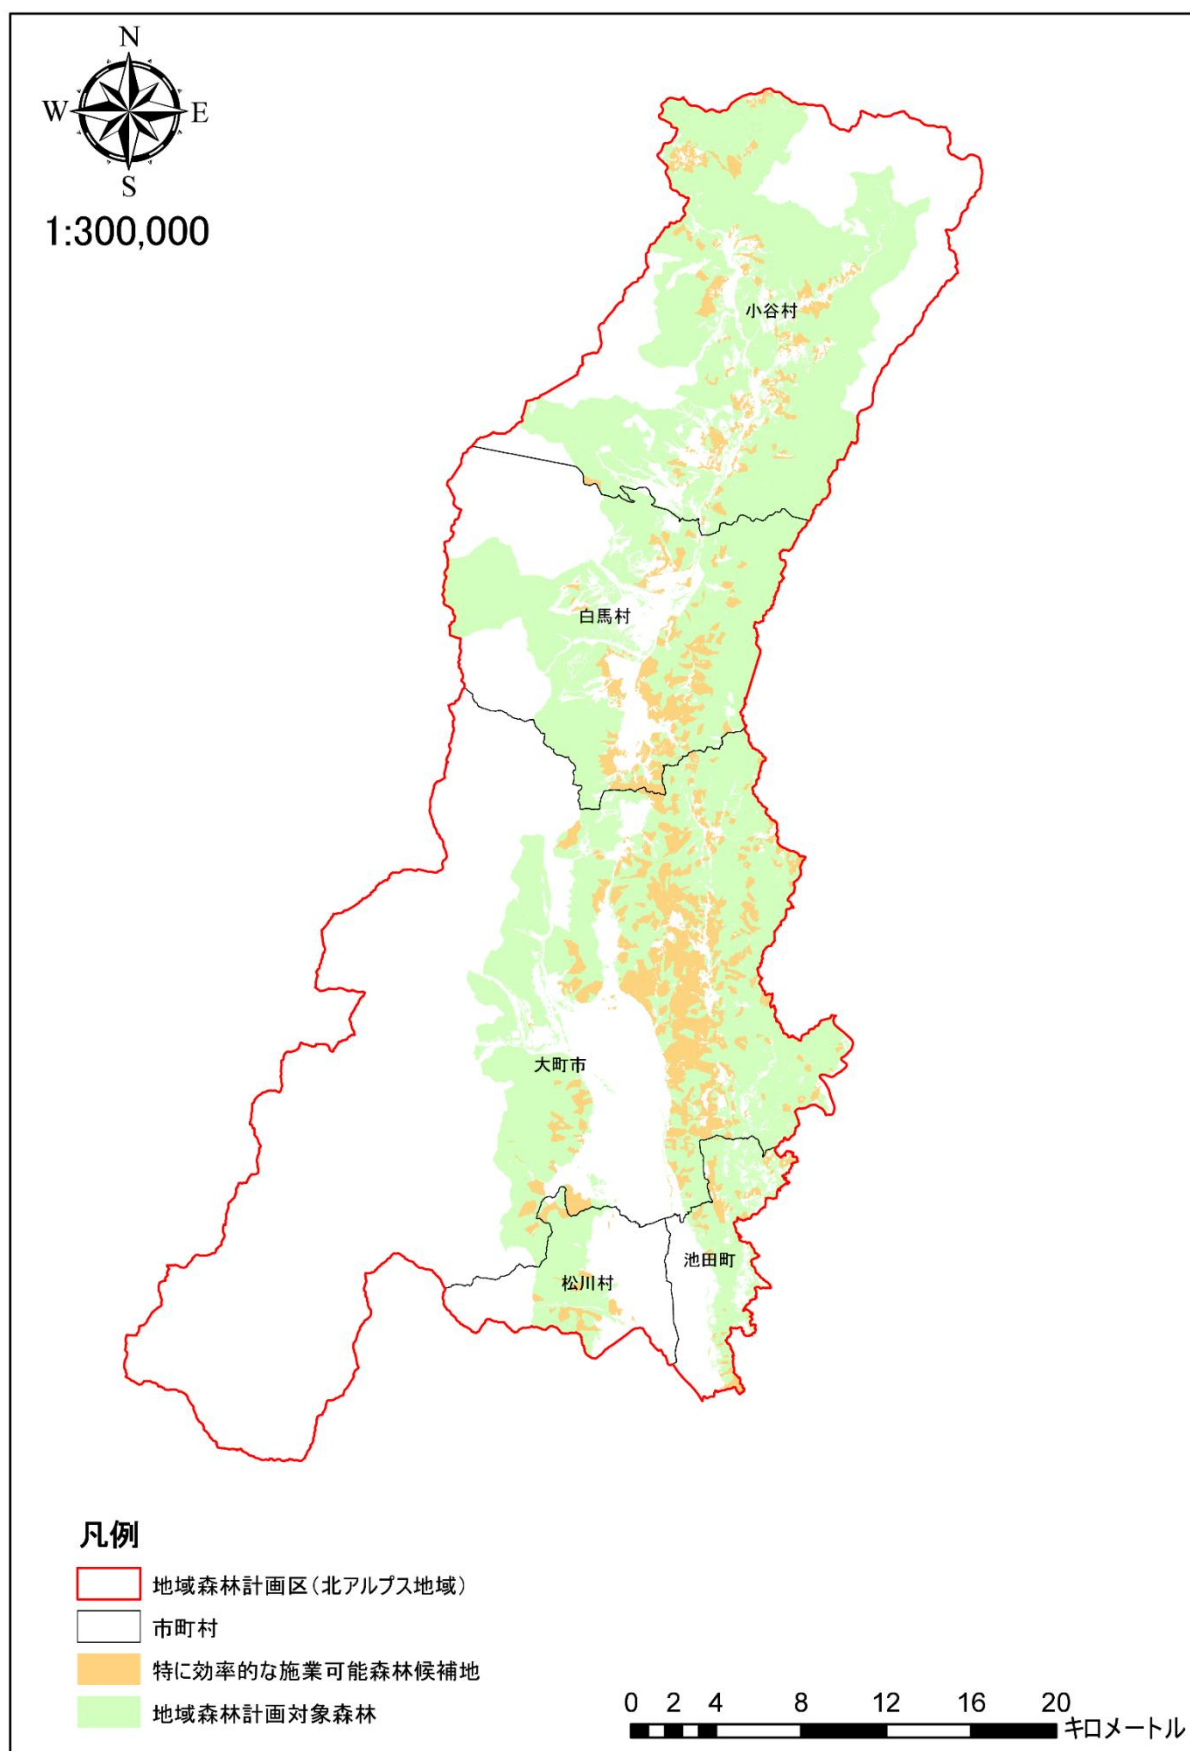 N
W E
S
1:300,000
小谷村
白馬村
大町市
池田町
松川村
凡例
地域森林計画区(北アルプス地域)
市町村
特に効率的な施業可能森林候補地
地域森林計画対象森林
0 2 4 8 12 16 20
キロメートル